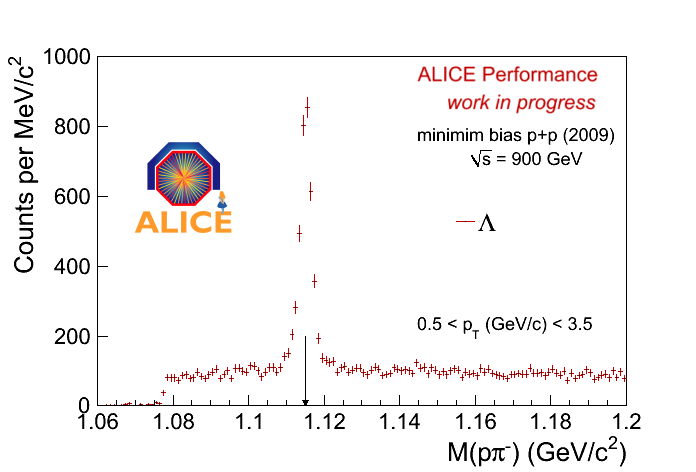 1000
800
600
400
200
0
Counts per MeV/c²
ALICE
ALICE Performance
work in progress
minimim bias p+p (2009)
√s = 900 GeV
Λ
0.5 < p_T (GeV/c) < 3.5
1.06 1.08 1.1 1.12 1.14 1.16 1.18 1.2
M(pπ⁻) (GeV/c²)